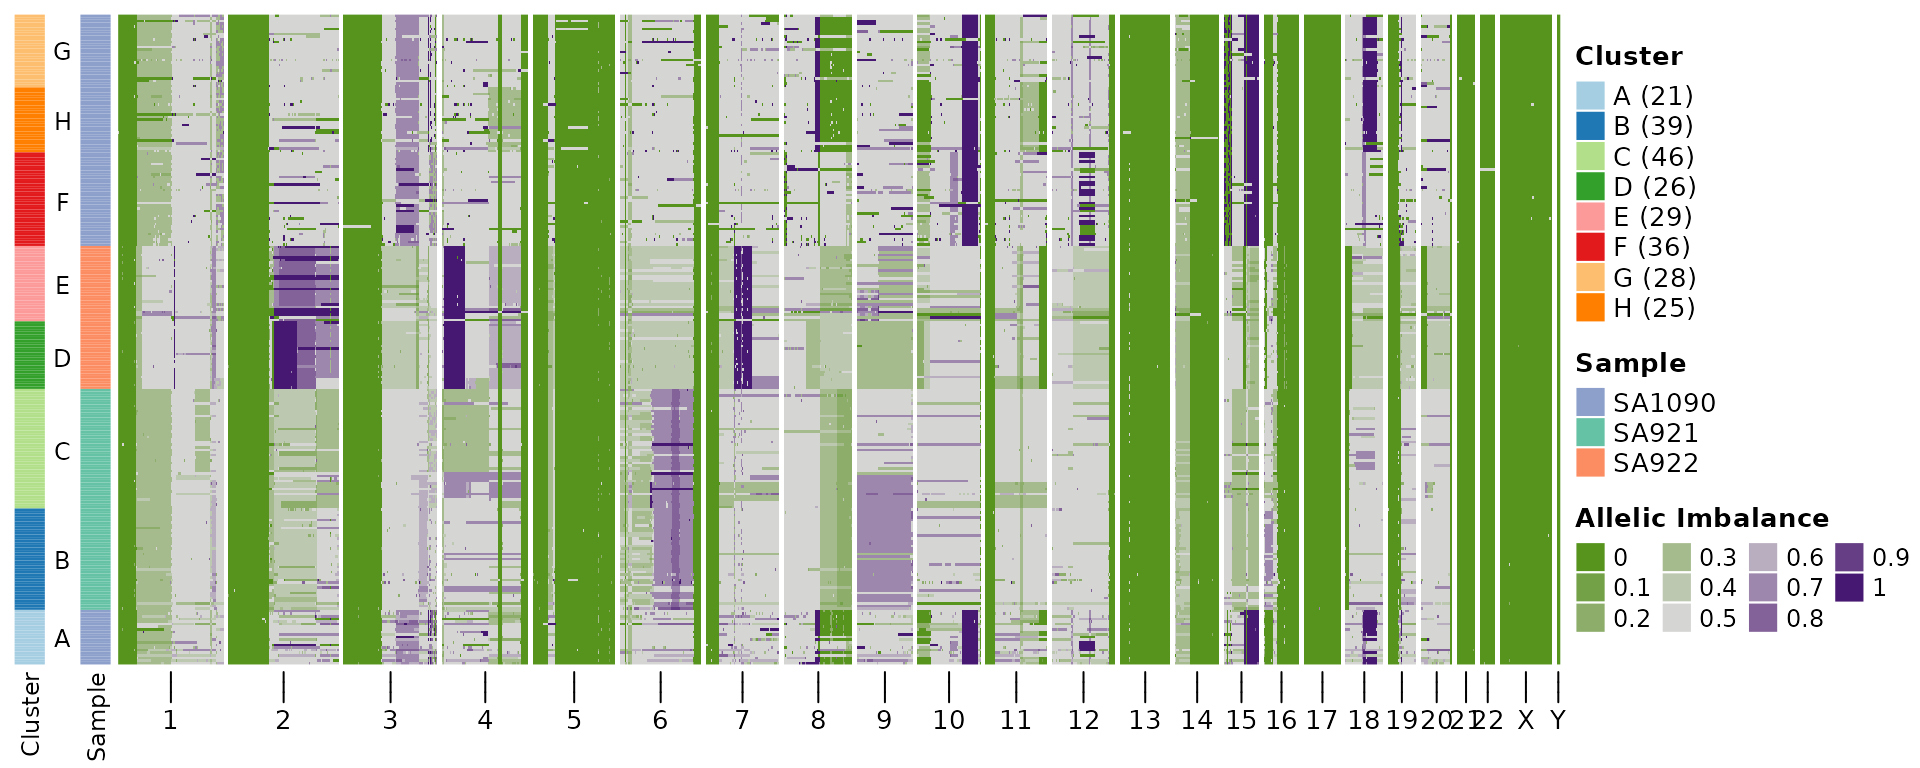 G
H
F
E
D
C
B
A
Cluster
Sample
1 2 3 4 5 6 7 8 9 10 11 12 13 14 15 16 17 18 19 20 21 22 X Y
Cluster
A (21)
B (39)
C (46)
D (26)
E (29)
F (36)
G (28)
H (25)
Sample
SA1090
SA921
SA922
Allelic Imbalance
0 0.3 0.6 0.9
0.1 0.4 0.7 1
0.2 0.5 0.8